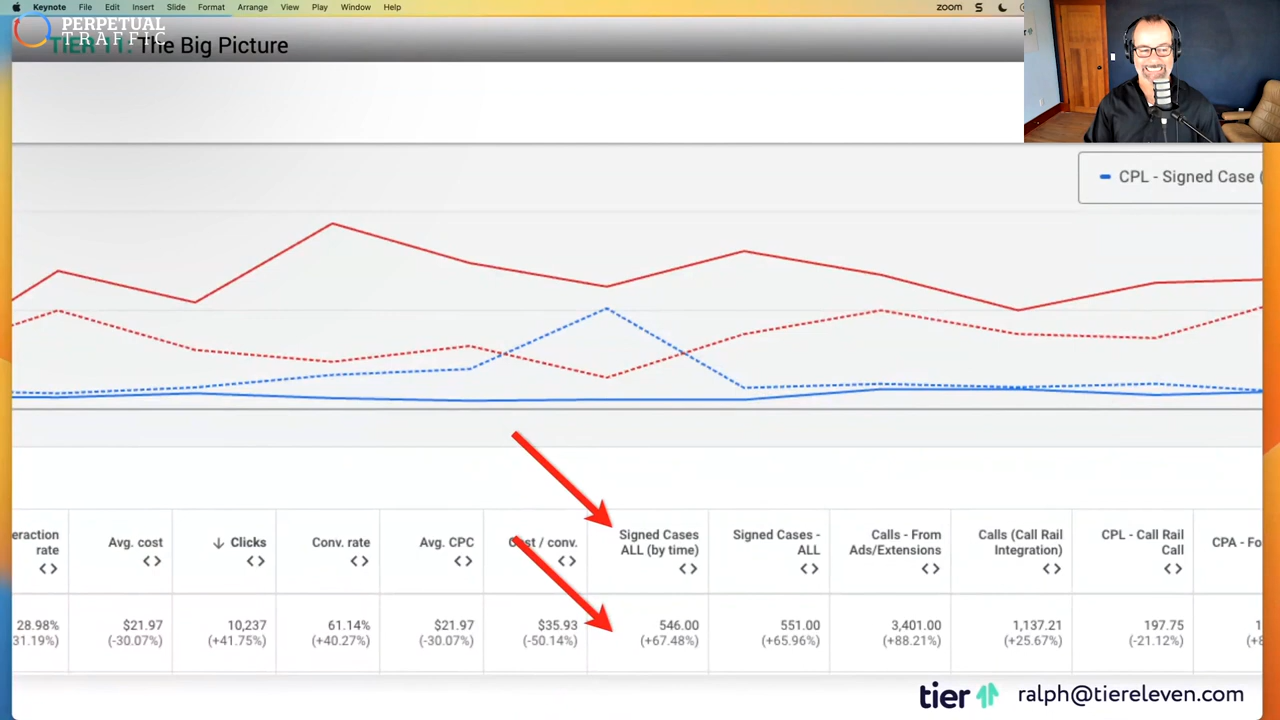 Keynote File Edit Insert Slide Format Arrange View Play Window Help zoom
PERPETUAL
TRAFFIC
TIER 11: The Big Picture
CPL - Signed Case (
eraction
rate
Avg. cost
Clicks
Conv. rate
Avg. CPC
Cost / conv.
Signed Cases
ALL (by time)
Signed Cases -
ALL
Calls - From
Ads/Extensions
Calls (Call Rail
Integration)
CPL - Call Rail
Call
CPA - Fo
28.98% $21.97 10,237 61.14% $21.97 $35.93 546.00 551.00 3,401.00 1,137.21 197.75 1
31.19%) (-30.07%) (+41.75%) (+40.27%) (-30.07%) (-50.14%) (+67.48%) (+65.96%) (+88.21%) (+25.67%) (-21.12%) (+8
tier 11 ralph@tiereleven.com